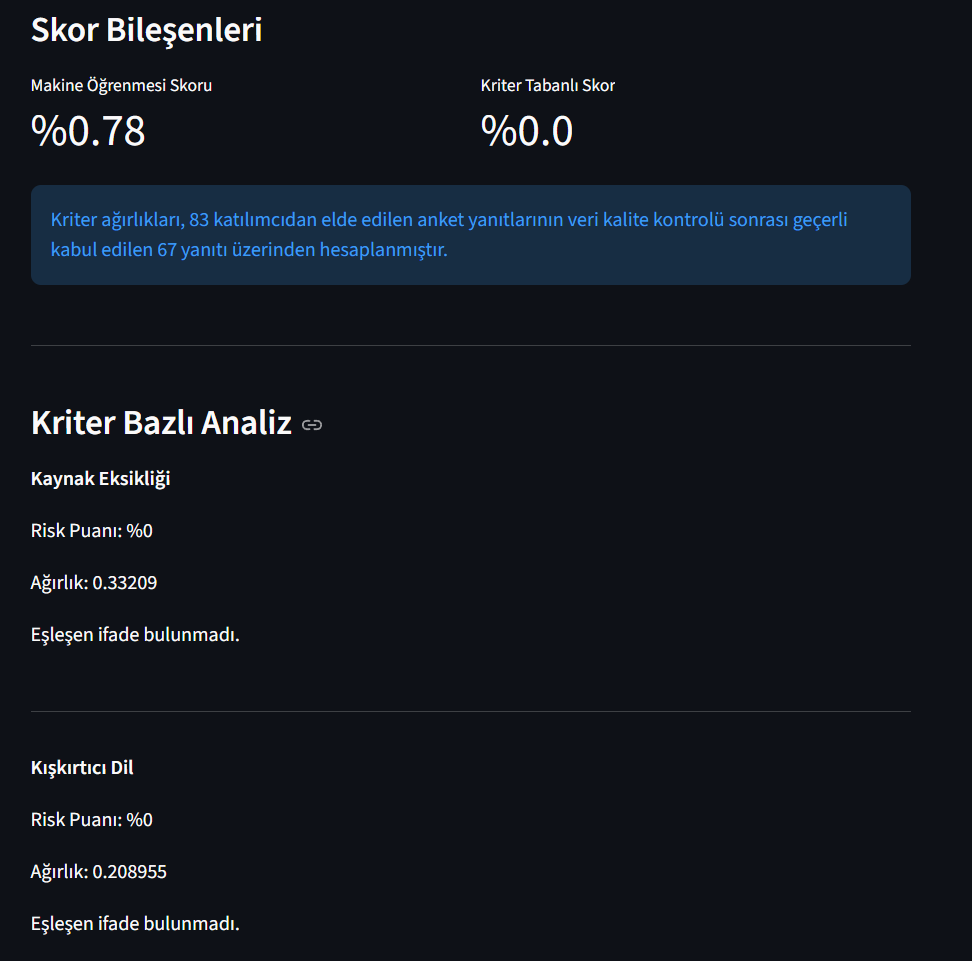 Skor Bileşenleri
Makine Öğrenmesi Skoru
%0.78
Kriter Tabanlı Skor
%0.0
Kriter ağırlıkları, 83 katılımcıdan elde edilen anket yanıtlarının veri kalite kontrolü sonrası geçerli
kabul edilen 67 yanıtı üzerinden hesaplanmıştır.
Kriter Bazlı Analiz
Kaynak Eksikliği
Risk Puanı: %0
Ağırlık: 0.33209
Eşleşen ifade bulunmadı.
Kışkırtıcı Dil
Risk Puanı: %0
Ağırlık: 0.208955
Eşleşen ifade bulunmadı.